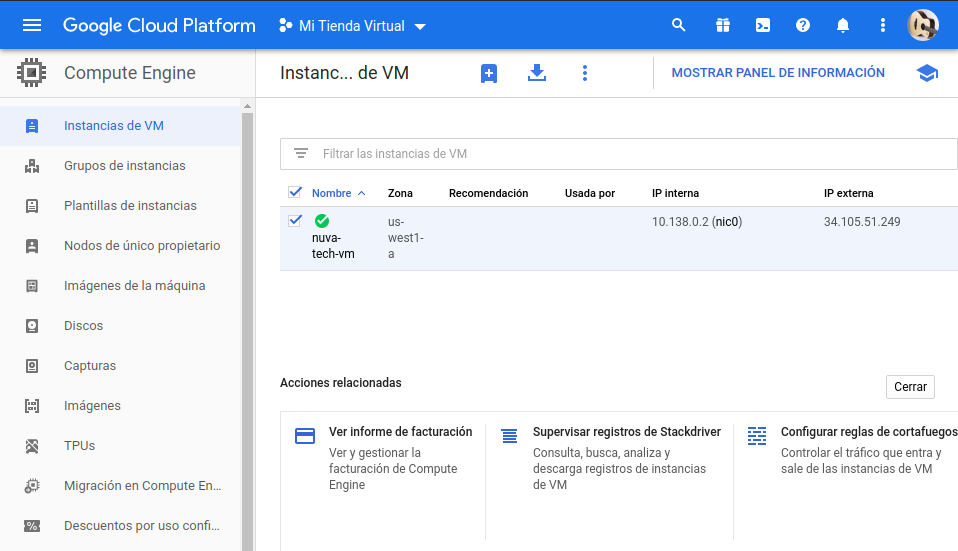 Google Cloud Platform
Mi Tienda Virtual
Compute Engine
Instanc... de VM
MOSTRAR PANEL DE INFORMACIÓN
Instancias de VM
Grupos de instancias
Plantillas de instancias
Nodos de único propietario
Imágenes de la máquina
Discos
Capturas
Imágenes
TPUs
Migración en Compute En...
Descuentos por uso confi...
Filtrar las instancias de VM
Nombre Zona Recomendación Usada por IP interna IP externa
nuva-
tech-vm
us-
west1-
a
10.138.0.2 (nic0)
34.105.51.249
Acciones relacionadas
Cerrar
Ver informe de facturación
Ver y gestionar la
facturación de Compute
Engine
Supervisar registros de Stackdriver
Consulta, busca, analiza y
descarga registros de instancias
de VM
Configurar reglas de cortafuegos
Controlar el tráfico que entra y
sale de las instancias de VM